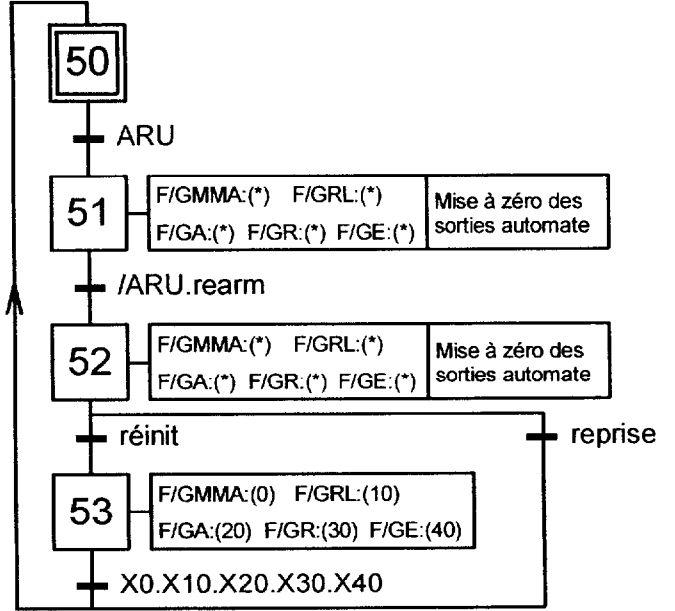 50
ARU
51
F/GMMA:(*) F/GRL:(*)
F/GA:(*) F/GR:(*) F/GE:(*)
Mise à zéro des
sorties automate
/ARU.rearm
52
F/GMMA:(*) F/GRL:(*)
F/GA:(*) F/GR:(*) F/GE:(*)
Mise à zéro des
sorties automate
réinit
reprise
53
F/GMMA:(0) F/GRL:(10)
F/GA:(20) F/GR:(30) F/GE:(40)
X0.X10.X20.X30.X40